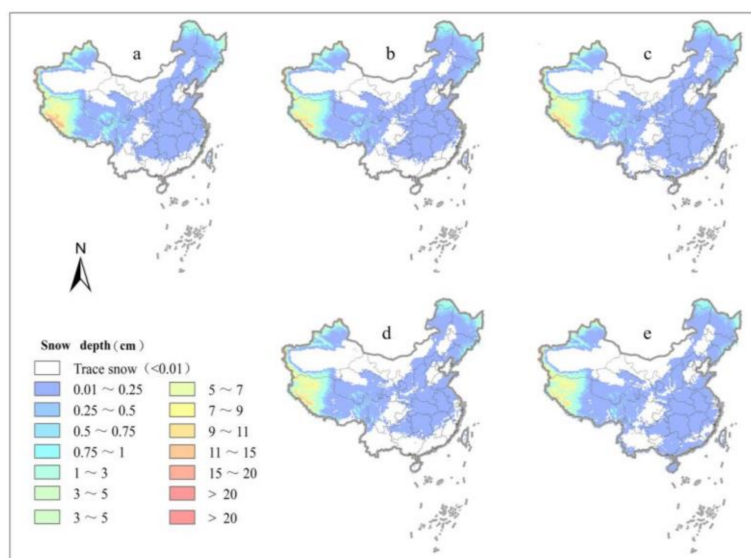 a
b
c
N
d
e
Snow depth（cm）
Trace snow（<0.01）
0.01～0.25
5～7
0.25～0.5
7～9
0.5～0.75
9～11
0.75～1
11～15
1～3
15～20
3～5
> 20
3～5
> 20